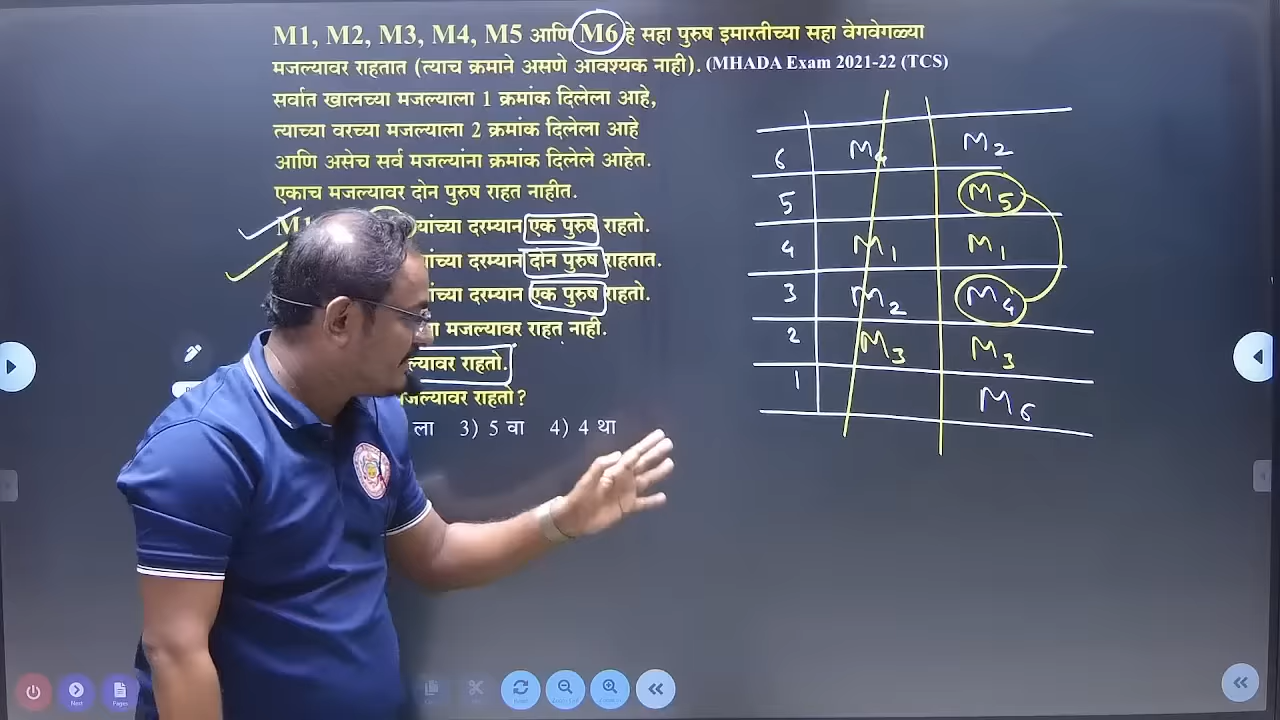 M1, M2, M3, M4, M5 आणि M6 हे सहा पुरुष इमारतीच्या सहा वेगवेगळ्या
मजल्यावर राहतात (त्याच क्रमाने असणे आवश्यक नाही). (MHADA Exam 2021-22 (TCS)
सर्वात खालच्या मजल्याला 1 क्रमांक दिलेला आहे,
त्याच्या वरच्या मजल्याला 2 क्रमांक दिलेला आहे
आणि असेच सर्व मजल्यांना क्रमांक दिलेले आहेत.
एकाच मजल्यावर दोन पुरुष राहत नाहीत.
M1 यांच्या दरम्यान एक पुरुष राहतो.
यांच्या दरम्यान दोन पुरुष राहतात.
यांच्या दरम्यान एक पुरुष राहतो.
मजल्यावर राहत नाही.
राहतो.
राहतो?
3) 5 वा 4) 4 था
6 M4 M2
5 M5
4 M1 M1
3 M2 M4
2 M3 M3
1 M6
Next Pages